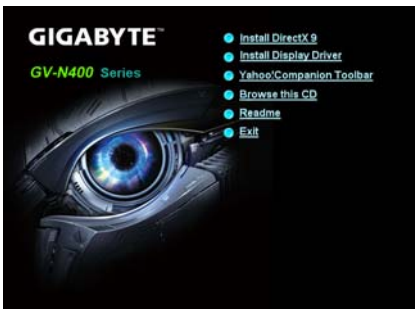 GIGABYTE™
GV-N400 Series
Install DirectX 9
Install Display Driver
Yahoo!Companion Toolbar
Browse this CD
Readme
Exit